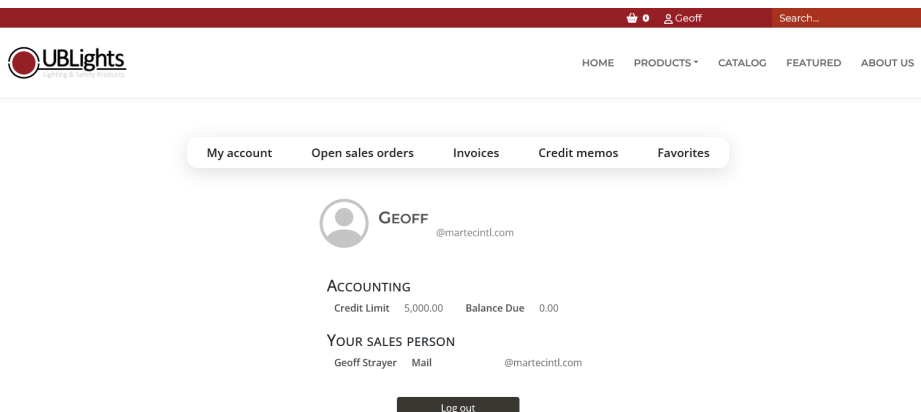 0 Geoff Search...
UBLights
Lighting & Safety Products
HOME PRODUCTS CATALOG FEATURED ABOUT US
My account Open sales orders Invoices Credit memos Favorites
GEOFF
@martecintl.com
ACCOUNTING
Credit Limit 5,000.00 Balance Due 0.00
YOUR SALES PERSON
Geoff Strayer Mail @martecintl.com
Log out